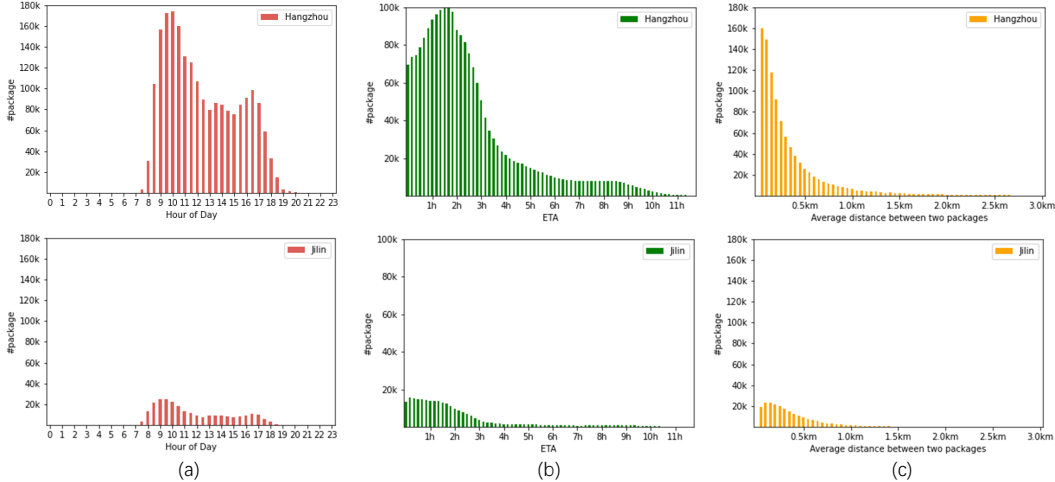 180k
160k
140k
120k
100k
80k
60k
40k
20k
#package
Hangzhou
0 1 2 3 4 5 6 7 8 9 10 11 12 13 14 15 16 17 18 19 20 21 22 23
Hour of Day
100k
80k
60k
40k
20k
#package
Hangzhou
1h 2h 3h 4h 5h 6h 7h 8h 9h 10h 11h
ETA
180k
160k
140k
120k
100k
80k
60k
40k
20k
#package
Hangzhou
0.5km 1.0km 1.5km 2.0km 2.5km 3.0km
Average distance between two packages
180k
160k
140k
120k
100k
80k
60k
40k
20k
#package
Jilin
0 1 2 3 4 5 6 7 8 9 10 11 12 13 14 15 16 17 18 19 20 21 22 23
Hour of Day
(a)
100k
80k
60k
40k
20k
#package
Jilin
1h 2h 3h 4h 5h 6h 7h 8h 9h 10h 11h
ETA
(b)
180k
160k
140k
120k
100k
80k
60k
40k
20k
#package
Jilin
0.5km 1.0km 1.5km 2.0km 2.5km 3.0km
Average distance between two packages
(c)